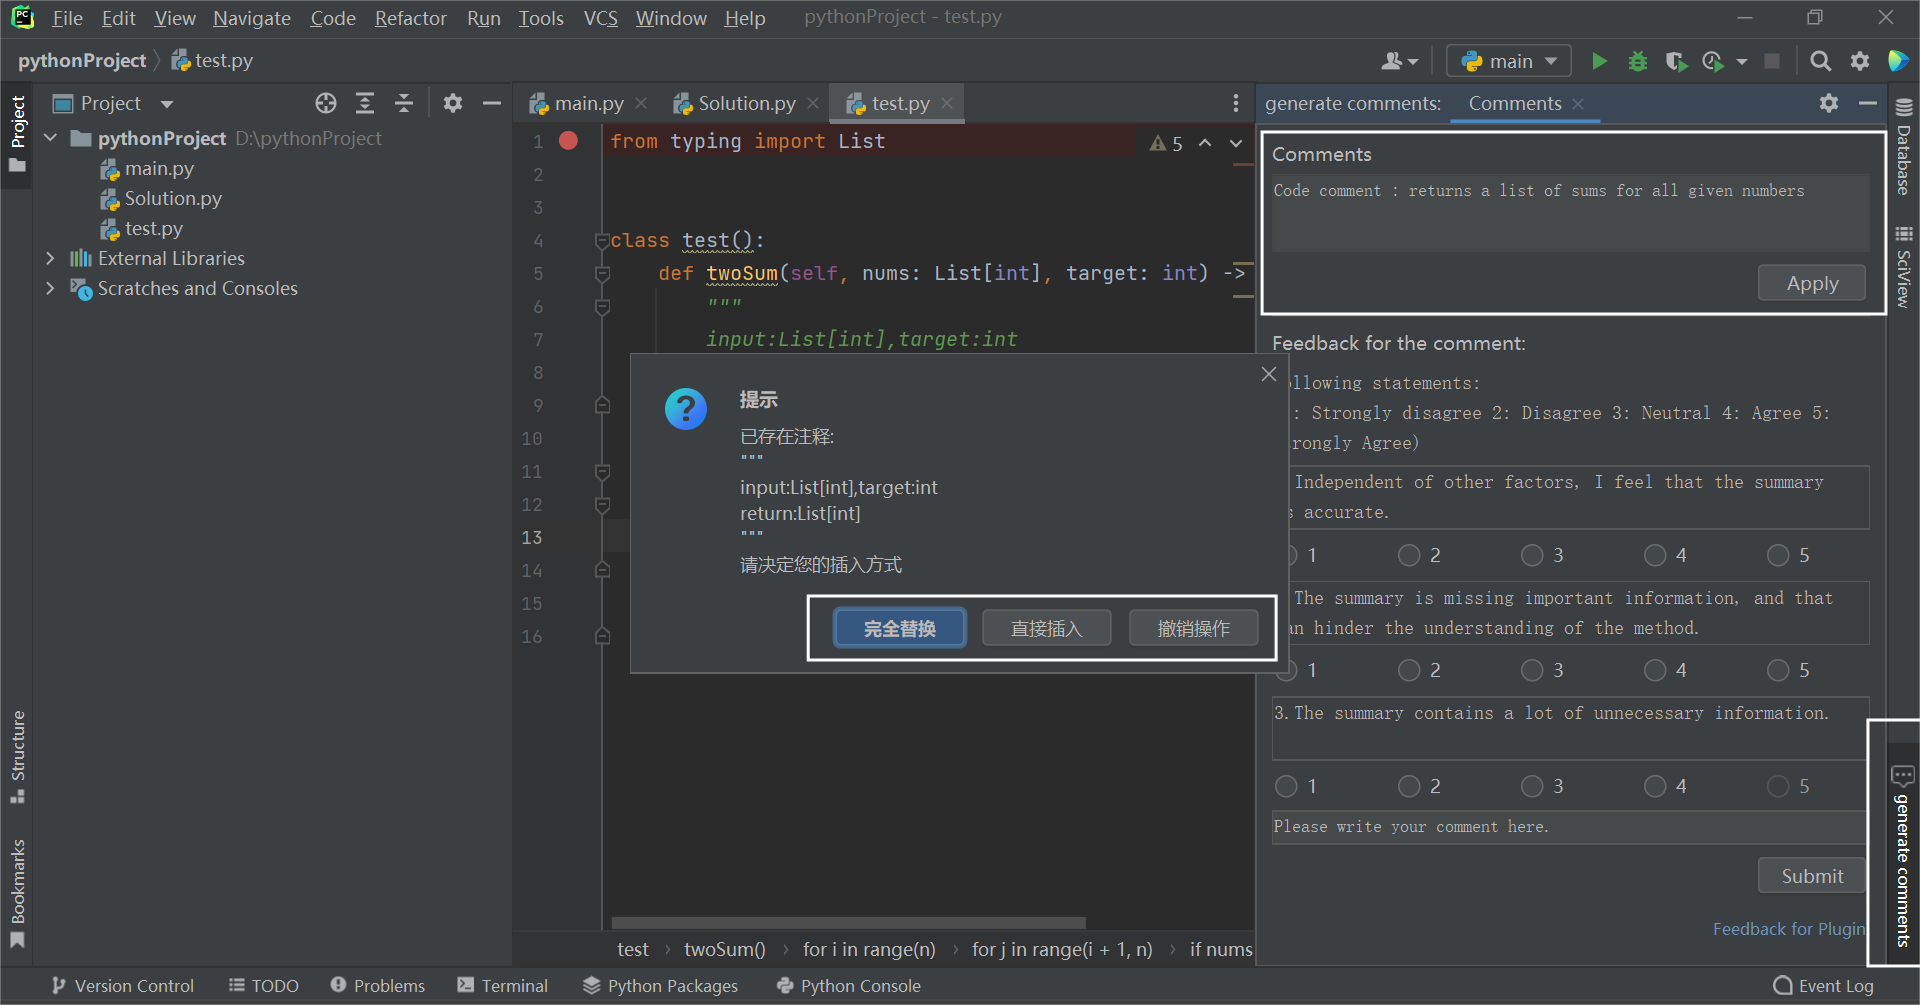 File Edit View Navigate Code Refactor Run Tools VCS Window Help pythonProject - test.py
pythonProject test.py main
Project
Project
main.py Solution.py test.py
generate comments: Comments
pythonProject D:\pythonProject
main.py
Solution.py
test.py
External Libraries
Scratches and Consoles
Structure
Bookmarks
1 from typing import List 5
2
3
4 class test():
5 def twoSum(self, nums: List[int], target: int) ->
6 """
7 input:List[int],target:int
8
9
10
11
12
13
14
15
16
提示
已存在注释:
"""
input:List[int],target:int
return:List[int]
"""
请决定您的插入方式
完全替换 直接插入 撤销操作
test twoSum() for i in range(n) for j in range(i + 1, n) if nums
Comments
Code comment : returns a list of sums for all given numbers
Apply
Feedback for the comment:
llowing statements:
: Strongly disagree 2: Disagree 3: Neutral 4: Agree 5:
rongly Agree)
Independent of other factors, I feel that the summary
s accurate.
1 2 3 4 5
The summary is missing important information, and that
an hinder the understanding of the method.
1 2 3 4 5
3.The summary contains a lot of unnecessary information.
1 2 3 4 5
Please write your comment here.
Submit
Feedback for Plugin
Database
SciView
generate comments
Version Control TODO Problems Terminal Python Packages Python Console Event Log